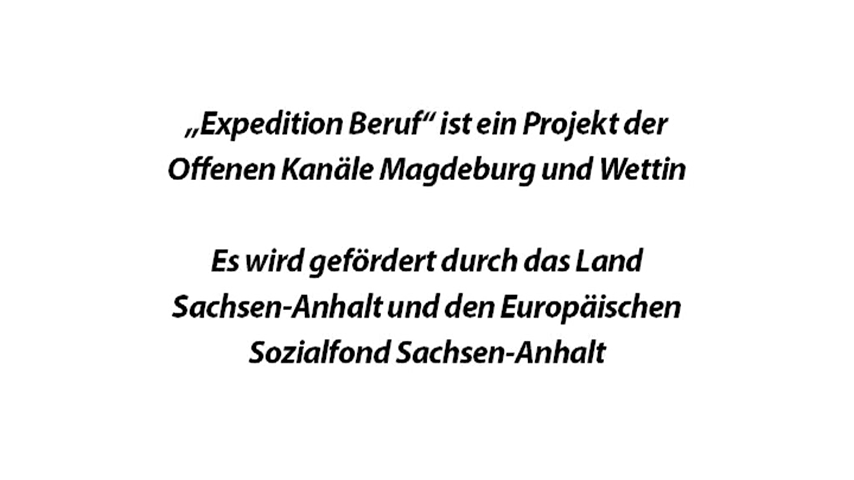 „Expedition Beruf“ ist ein Projekt der
Offenen Kanäle Magdeburg und Wettin
Es wird gefördert durch das Land
Sachsen-Anhalt und den Europäischen
Sozialfond Sachsen-Anhalt